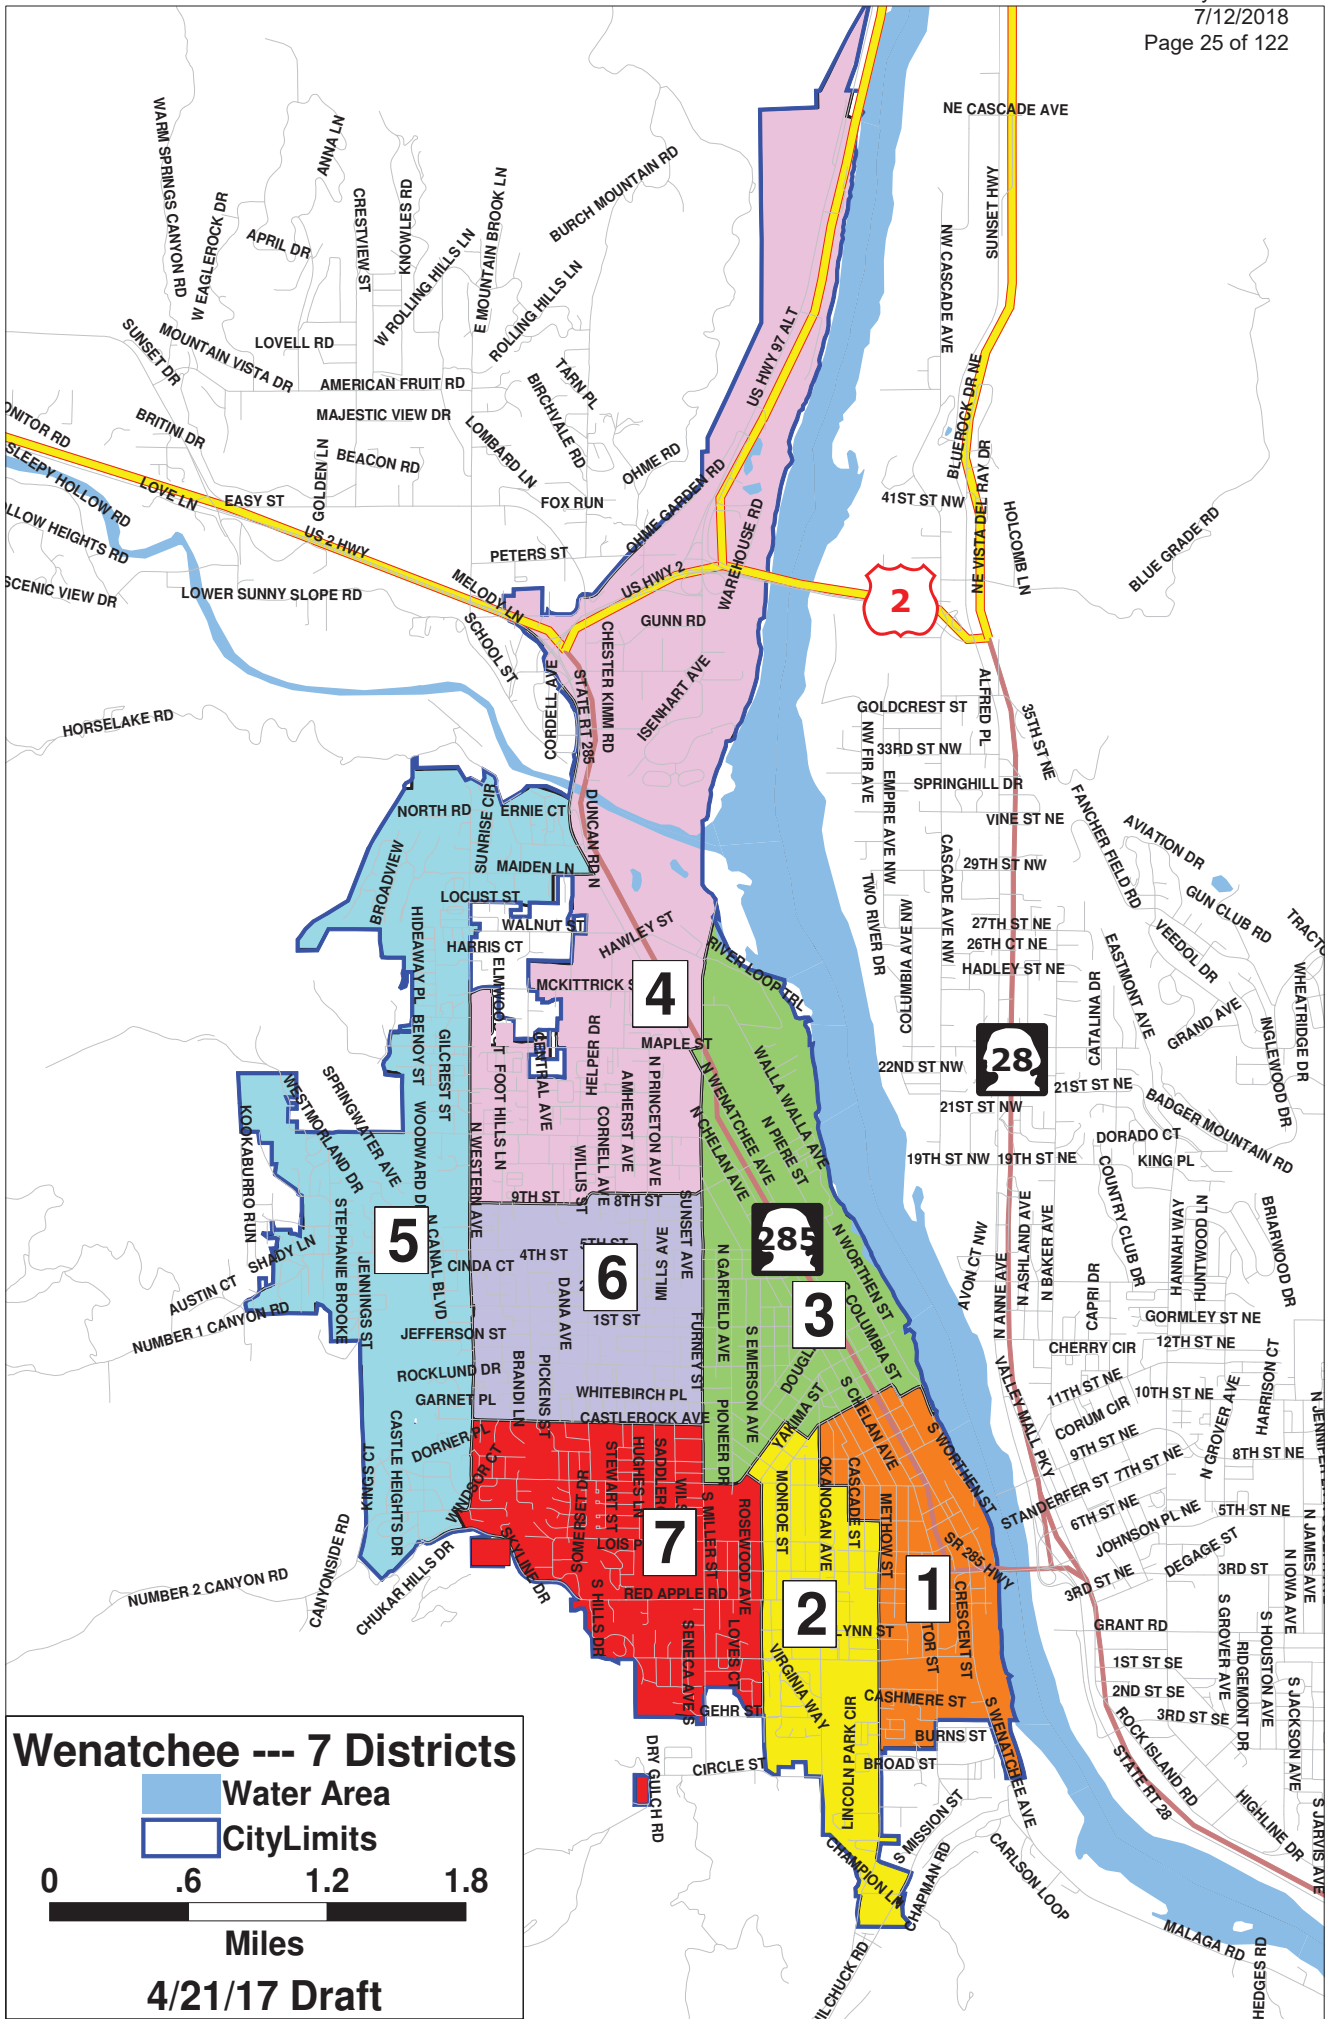 7/12/2018
Page 25 of 122
NE CASCADE AVE
WARM SPRINGS CANYON RD
ANNA LN
W EAGLEROCK DR
APRIL DR
CRESTVIEW ST
KNOWLES RD
W ROLLING HILLS LN
E MOUNTAIN BROOK LN
BURCH MOUNTAIN RD
ROLLING HILLS LN
SUNSET HWY
NW CASCADE AVE
SUNSET DR
MOUNTAIN VISTA DR
LOVELL RD
AMERICAN FRUIT RD
MAJESTIC VIEW DR
TARN PL
BIRCHVALE RD
US HWY 97 ALT
BLUEROCK DR NE
ONITOR RD
BRITINI DR
GOLDEN LN
BEACON RD
LOMBARD LN
OHME RD
SLEEPY HOLLOW RD
LOVE LN
EASY ST
FOX RUN
OHME GARDEN RD
41ST ST NW
NE VISTA DEL RAY DR
HOLCOMB LN
BLUE GRADE RD
LLOW HEIGHTS RD
US 2 HWY
PETERS ST
WAREHOUSE RD
SCENIC VIEW DR
LOWER SUNNY SLOPE RD
MELODY LN
US HWY 2
2
SCHOOL ST
GUNN RD
CORDELL AVE
STATE RT 285
CHESTER KIMM RD
ISENHART AVE
HORSELAKE RD
GOLDCREST ST
ALFRED PL
35TH ST NE
NW FIR AVE
33RD ST NW
EMPIRE AVE NW
SPRINGHILL DR
NORTH RD
SUNRISE CIR
ERNIE CT
DUNCAN RD N
VINE ST NE
FANCHER FIELD RD
AVIATION DR
BROADVIEW
MAIDEN LN
CASCADE AVE NW
29TH ST NW
LOCUST ST
TWO RIVER DR
COLUMBIA AVE NW
GUN CLUB RD
HIDEAWAY PL
WALNUT ST
HAWLEY ST
27TH ST NE
HARRIS CT
26TH CT NE
RIVER LOOP TRL
HADLEY ST NE
EASTMONT AVE
VEEDOL DR
WHEATRIDGE DR
4
BENOY ST
MAPLE ST
HELPER DR
28
CATALINA DR
GRAND AVE
INGLEWOOD DR
GILCREST ST
WESTMORLAND DR
SPRINGWATER AVE
FOOT HILLS LN
AMHERST AVE
N PRINCETON AVE
N WENATCHEE AVE
WALLA WALLA AVE
22ND ST NW
21ST ST NE
21ST ST NW
BADGER MOUNTAIN RD
KOOKABURRO RUN
N WESTERN AVE
CORNELL AVE
WILLIS ST
N CHELAN AVE
N PIERE ST
DORADO CT
KING PL
19TH ST NW
19TH ST NE
COUNTRY CLUB DR
9TH ST
8TH ST
SUNSET AVE
285
N ASHLAND AVE
N BAKER AVE
HANNAH WAY
HUNTWOOD LN
BRIARWOOD DR
STEPHANIE BROOKE
5
N CANAL BLVD
SHADY LN
4TH ST
CINDA CT
6
MILLS AVE
N WORTHEN ST
AVON CT NW
N ANNE AVE
CAPRI DR
AUSTIN CT
NUMBER 1 CANYON RD
JENNINGS ST
DANA AVE
1ST ST
FURNEY ST
N GARFIELD AVE
3
S COLUMBIA ST
GORMLEY ST NE
12TH ST NE
JEFFERSON ST
CHERRY CIR
ROCKLUND DR
BRANDI LN
PICKENS ST
S EMERSON AVE
VALLEY MALL PKY
11TH ST NE
10TH ST NE
HARRISON CT
GARNET PL
WHITEBIRCH PL
YAKIMA ST
S CHELAN AVE
CASTLEROCK AVE
PIONEER DR
CORUM CIR
N GROVER AVE
CASTLE HEIGHTS DR
DORNER PL
WINDSOR CT
S WORTHEN ST
9TH ST NE
8TH ST NE
KINGS CT
STEWART ST
HUGHES LN
SOMERSET DR
MONROE ST
OKANOGAN AVE
CASCADE ST
METHOW ST
STANDERFER ST
7TH ST NE
6TH ST NE
5TH ST NE
CANYONSIDE RD
CHUKAR HILLS DR
SKYLINE DR
7
S MILLER ST
ROSEWOOD AVE
SR 285 HWY
JOHNSON PL NE
DEGAGE ST
N JAMES AVE
NUMBER 2 CANYON RD
S HILLS DR
RED APPLE RD
2
1
CRESCENT ST
3RD ST NE
3RD ST
N IOWA AVE
LYNN ST
GRANT RD
SENECA AVE S
LOVES CT
VIRGINIA WAY
1ST ST SE
S GROVER AVE
RIDGEMONT DR
S HOUSTON AVE
S JACKSON AVE
CASHMERE ST
2ND ST SE
GEHR ST
LINCOLN PARK CIR
BURNS ST
S WENATCHEE AVE
3RD ST SE
DRY GULCH RD
CIRCLE ST
BROAD ST
ROCK ISLAND RD
STATE RT 28
HIGHLINE DR
S JARVIS AVE
S MISSION ST
CHAMPION LN
CHAPMAN RD
CARLSON LOOP
MALAGA RD
HEDGES RD
Wenatchee --- 7 Districts
Water Area
CityLimits
0 .6 1.2 1.8
Miles
4/21/17 Draft